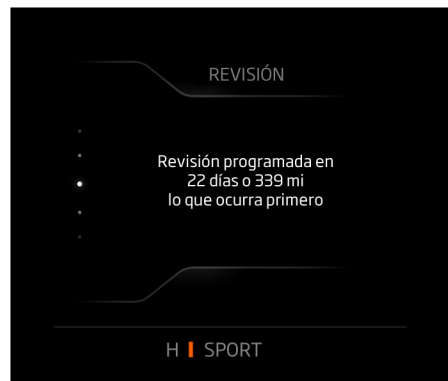 REVISIÓN
Revisión programada en
22 días o 339 mi
lo que ocurra primero
H SPORT